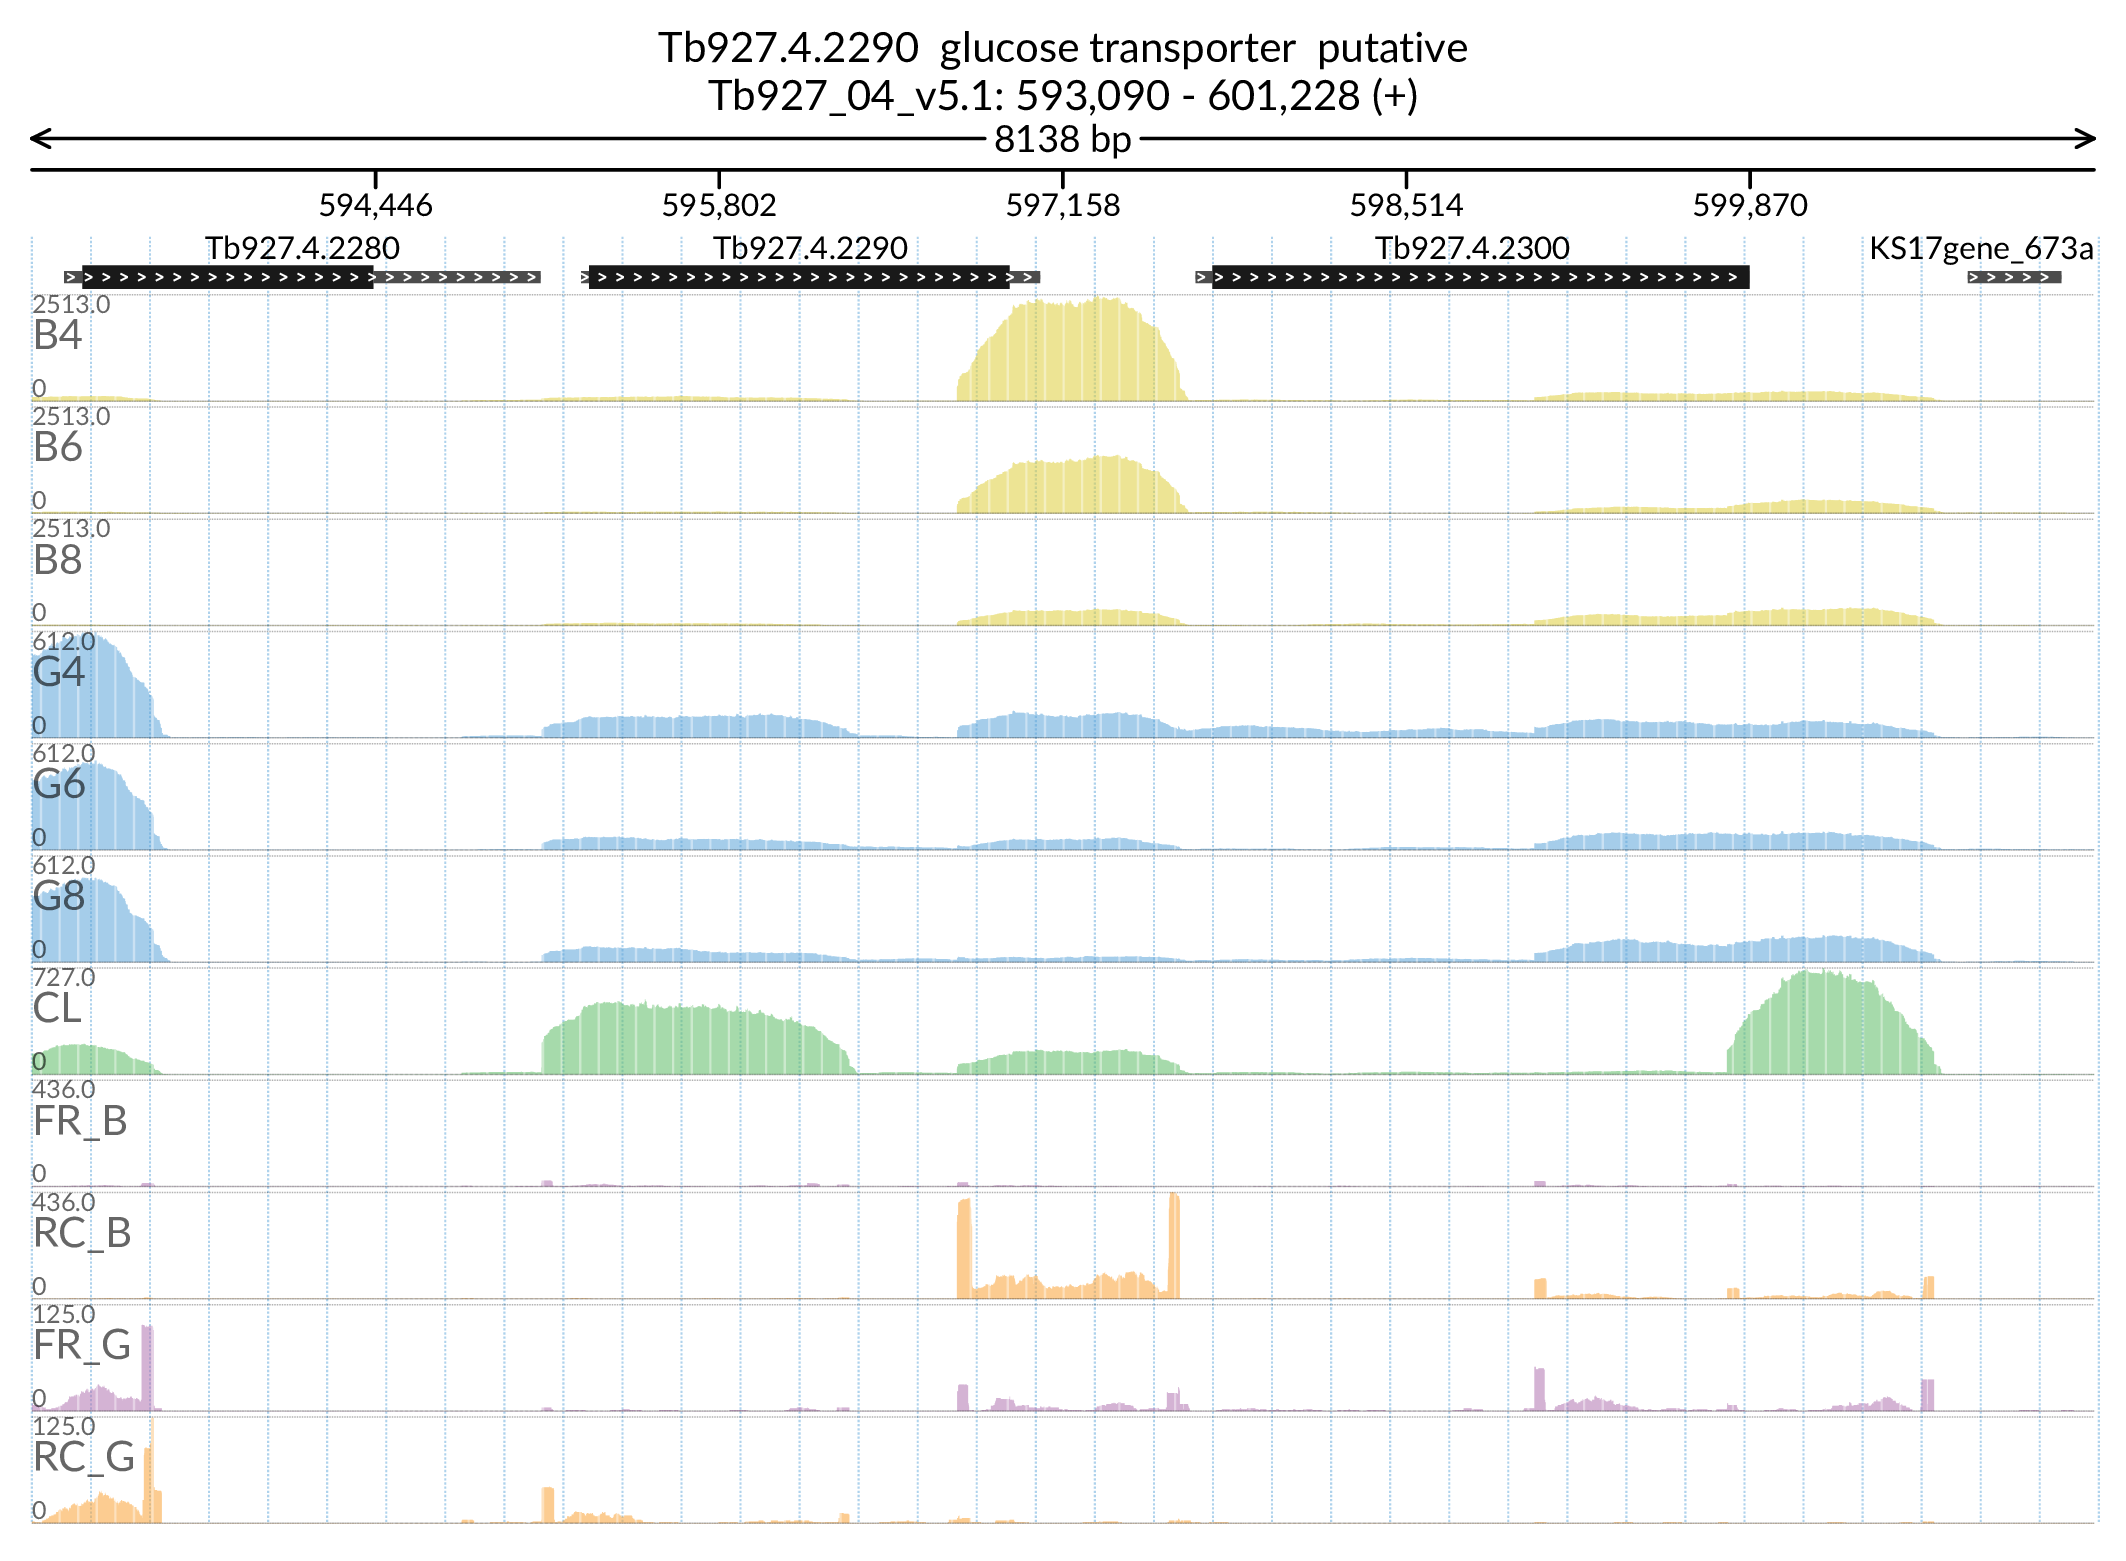 Tb927.4.2290  glucose transporter  putative
Tb927_04_v5.1: 593,090 - 601,228 (+)
8138 bp
594,446 595,802 597,158 598,514 599,870
Tb927.4.2280 Tb927.4.2290 Tb927.4.2300 KS17gene_673a
2513.0
B4
0
2513.0
B6
0
2513.0
B8
0
612.0
G4
0
612.0
G6
0
612.0
G8
0
727.0
CL
0
436.0
FR_B
0
436.0
RC_B
0
125.0
FR_G
0
125.0
RC_G
0